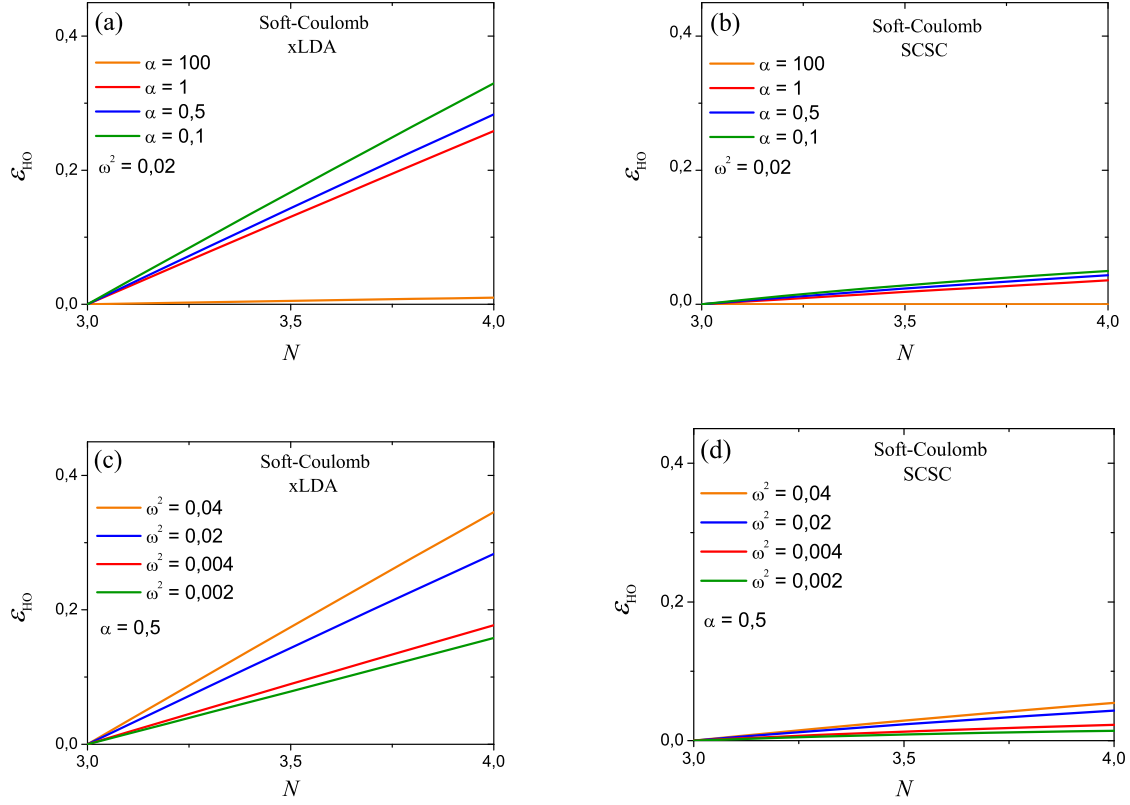 (a)
Soft-Coulomb
xLDA
0,4
α = 100
α = 1
α = 0,5
α = 0,1
ω² = 0,02
0,2
ε_HO
0,0
3,0
3,5
4,0
N
(b)
Soft-Coulomb
SCSC
0,4
α = 100
α = 1
α = 0,5
α = 0,1
ω² = 0,02
0,2
ε_HO
0,0
3,0
3,5
4,0
N
(c)
Soft-Coulomb
xLDA
0,4
ω² = 0,04
ω² = 0,02
ω² = 0,004
ω² = 0,002
α = 0,5
0,2
ε_HO
0,0
3,0
3,5
4,0
N
(d)
Soft-Coulomb
SCSC
0,4
ω² = 0,04
ω² = 0,02
ω² = 0,004
ω² = 0,002
α = 0,5
0,2
ε_HO
0,0
3,0
3,5
4,0
N